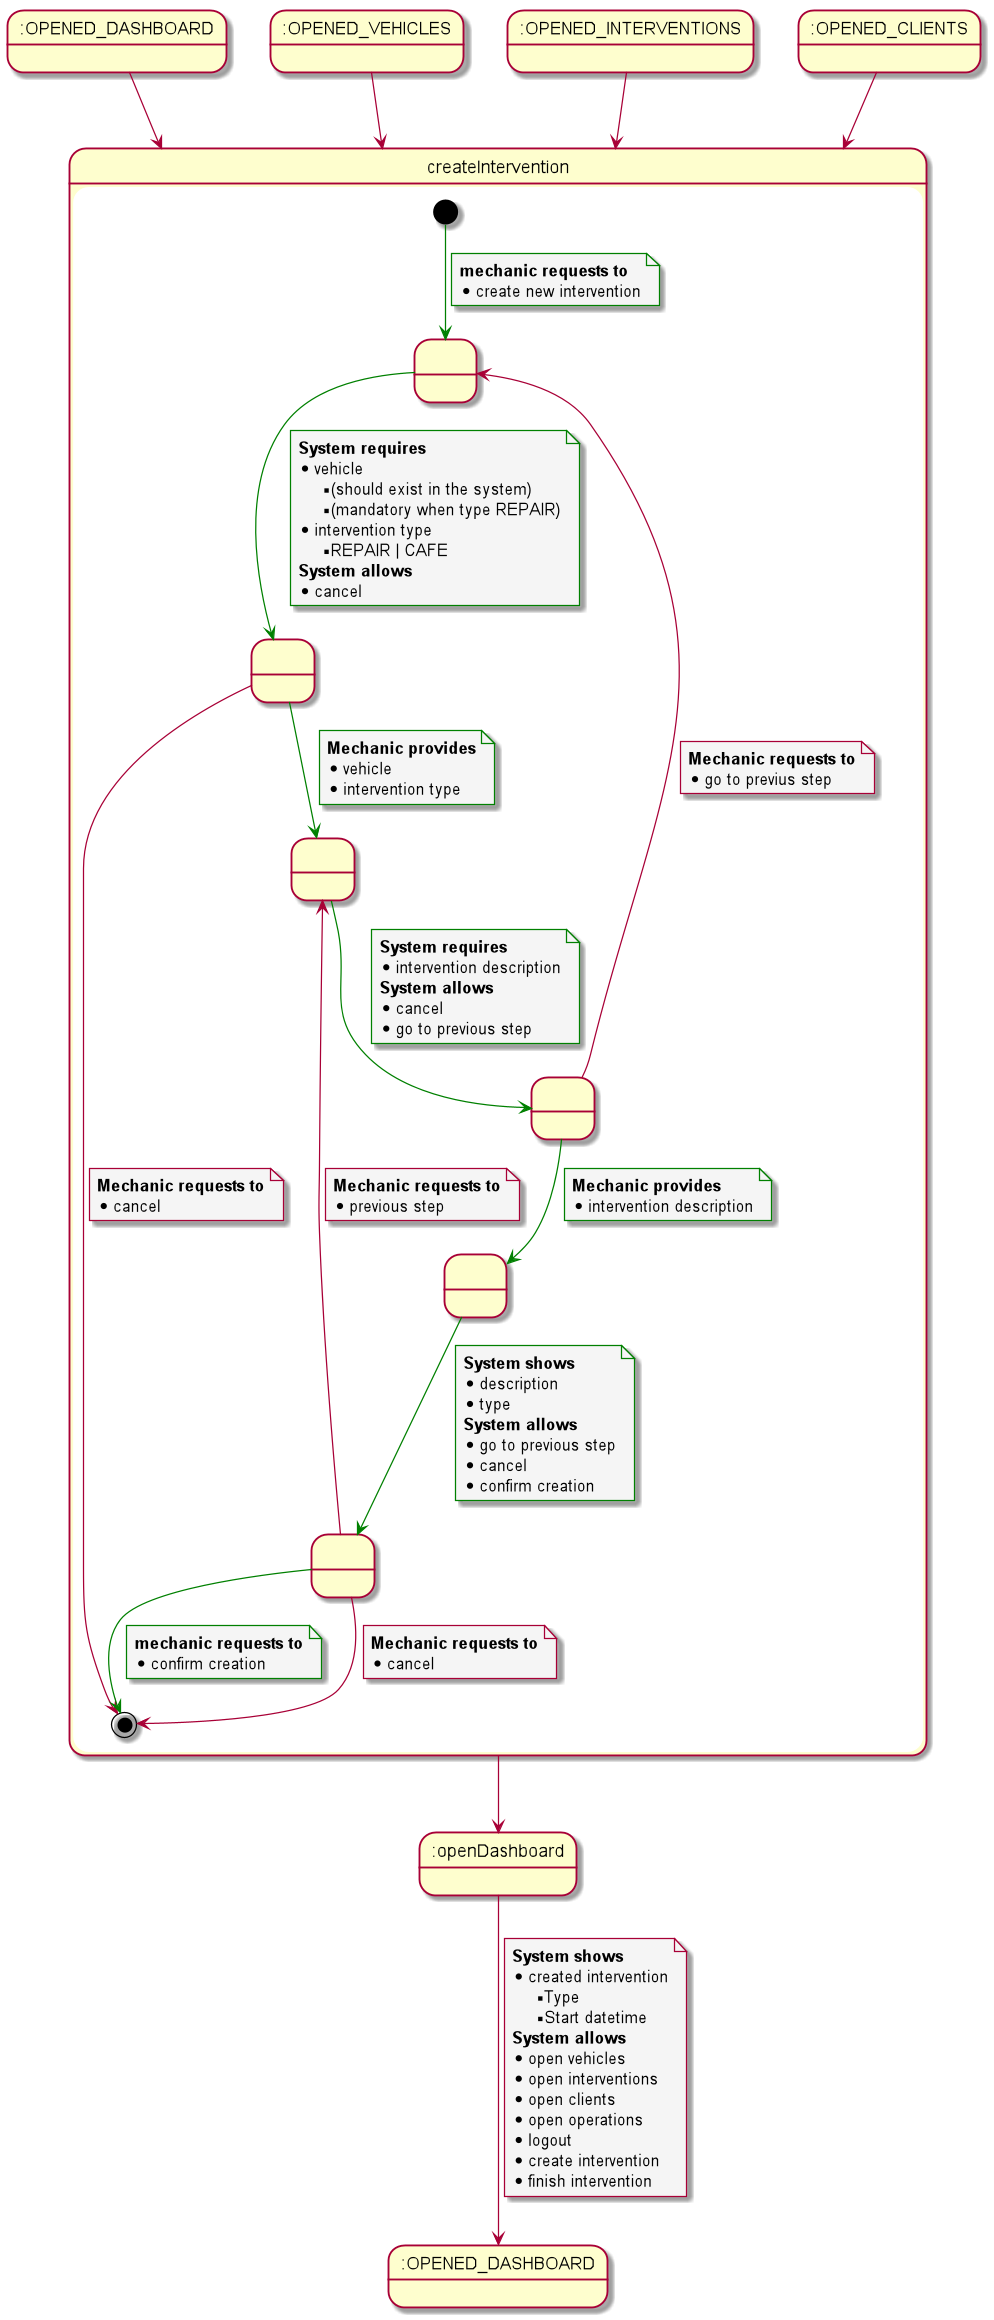 :OPENED_DASHBOARD
:OPENED_VEHICLES
:OPENED_INTERVENTIONS
:OPENED_CLIENTS
createIntervention
mechanic requests to
• create new intervention
System requires
• vehicle
▪ (should exist in the system)
▪ (mandatory when type REPAIR)
• intervention type
▪ REPAIR | CAFE
System allows
• cancel
Mechanic provides
• vehicle
• intervention type
Mechanic requests to
• go to previus step
System requires
• intervention description
System allows
• cancel
• go to previous step
Mechanic requests to
• cancel
Mechanic requests to
• previous step
Mechanic provides
• intervention description
System shows
• description
• type
System allows
• go to previous step
• cancel
• confirm creation
mechanic requests to
• confirm creation
Mechanic requests to
• cancel
:openDashboard
System shows
• created intervention
▪ Type
▪ Start datetime
System allows
• open vehicles
• open interventions
• open clients
• open operations
• logout
• create intervention
• finish intervention
:OPENED_DASHBOARD